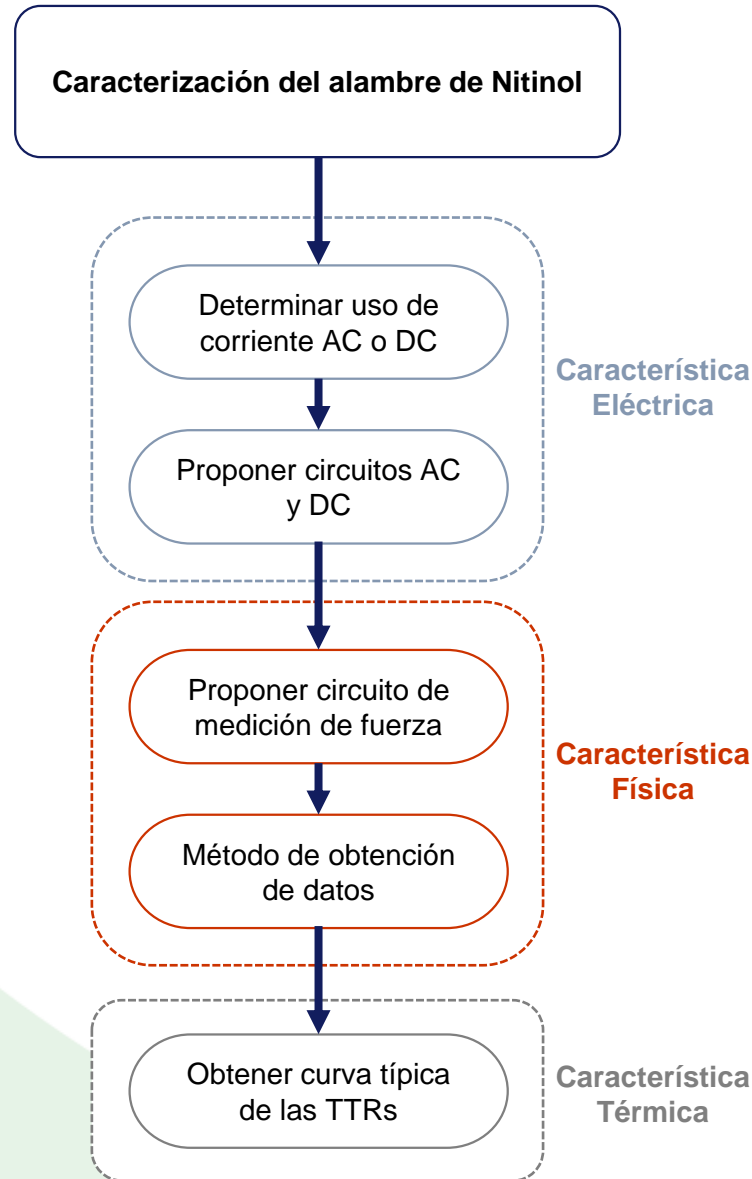 Caracterización del alambre de Nitinol
Determinar uso de
corriente AC o DC
Proponer circuitos AC
y DC
Característica
Eléctrica
Proponer circuito de
medición de fuerza
Método de obtención
de datos
Característica
Física
Obtener curva típica
de las TTRs
Característica
Térmica